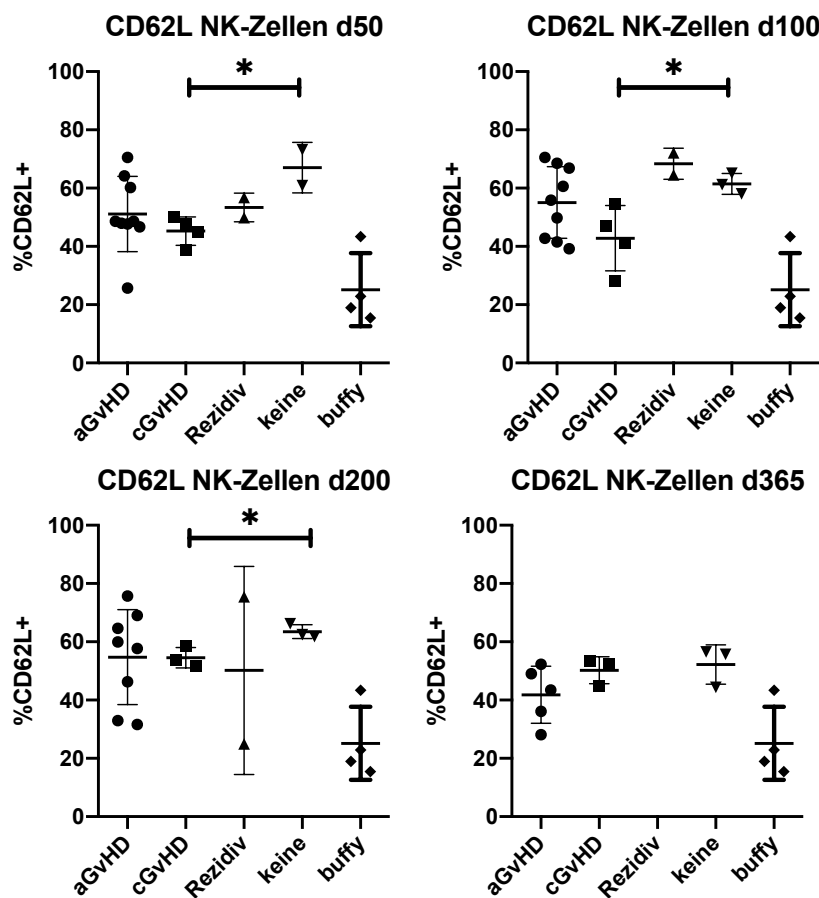 CD62L NK-Zellen d50
*
%CD62L+
100
80
60
40
20
0
aGvHD
cGvHD
Rezidiv
keine
buffy
CD62L NK-Zellen d100
*
%CD62L+
100
80
60
40
20
0
aGvHD
cGvHD
Rezidiv
keine
buffy
CD62L NK-Zellen d200
*
%CD62L+
100
80
60
40
20
0
aGvHD
cGvHD
Rezidiv
keine
buffy
CD62L NK-Zellen d365
%CD62L+
100
80
60
40
20
0
aGvHD
cGvHD
Rezidiv
keine
buffy